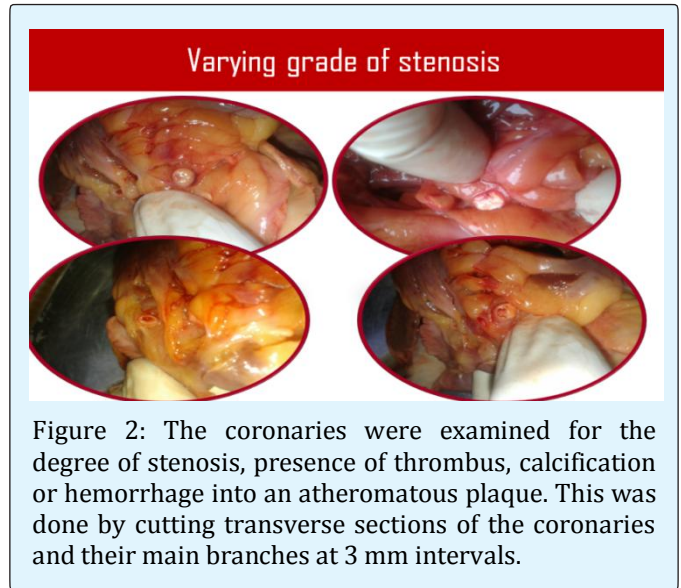 Varying grade of stenosis
Figure 2: The coronaries were examined for the
degree of stenosis, presence of thrombus, calcification
or hemorrhage into an atheromatous plaque. This was
done by cutting transverse sections of the coronaries
and their main branches at 3 mm intervals.